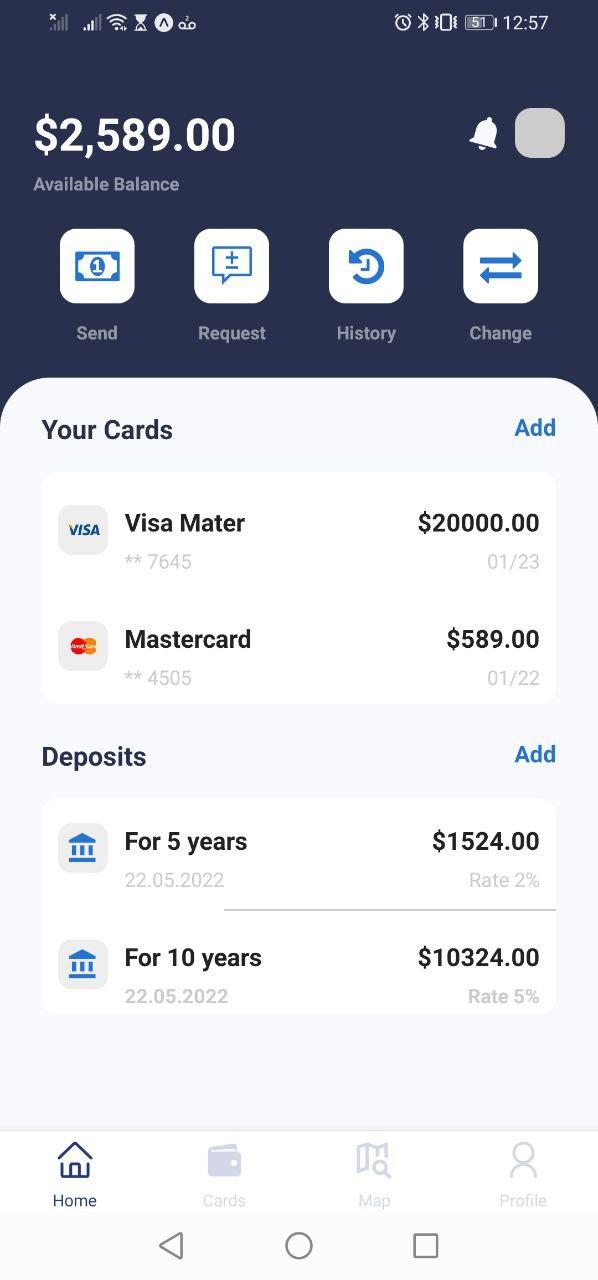 51 12:57
$2,589.00
Available Balance
Send Request History Change
Your Cards Add
VISA Visa Mater $20000.00
** 7645 01/23
Mastercard $589.00
** 4505 01/22
Deposits Add
For 5 years $1524.00
22.05.2022 Rate 2%
For 10 years $10324.00
22.05.2022 Rate 5%
Home Cards Map Profile